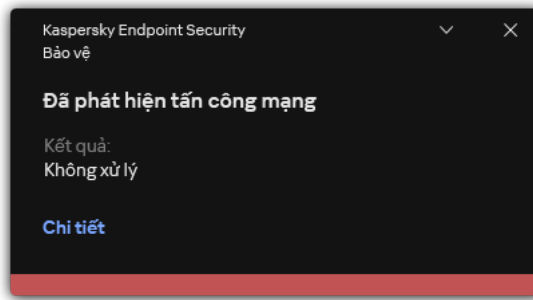 Kaspersky Endpoint Security
Bảo vệ
Đã phát hiện tấn công mạng
Kết quả:
Không xử lý
Chi tiết